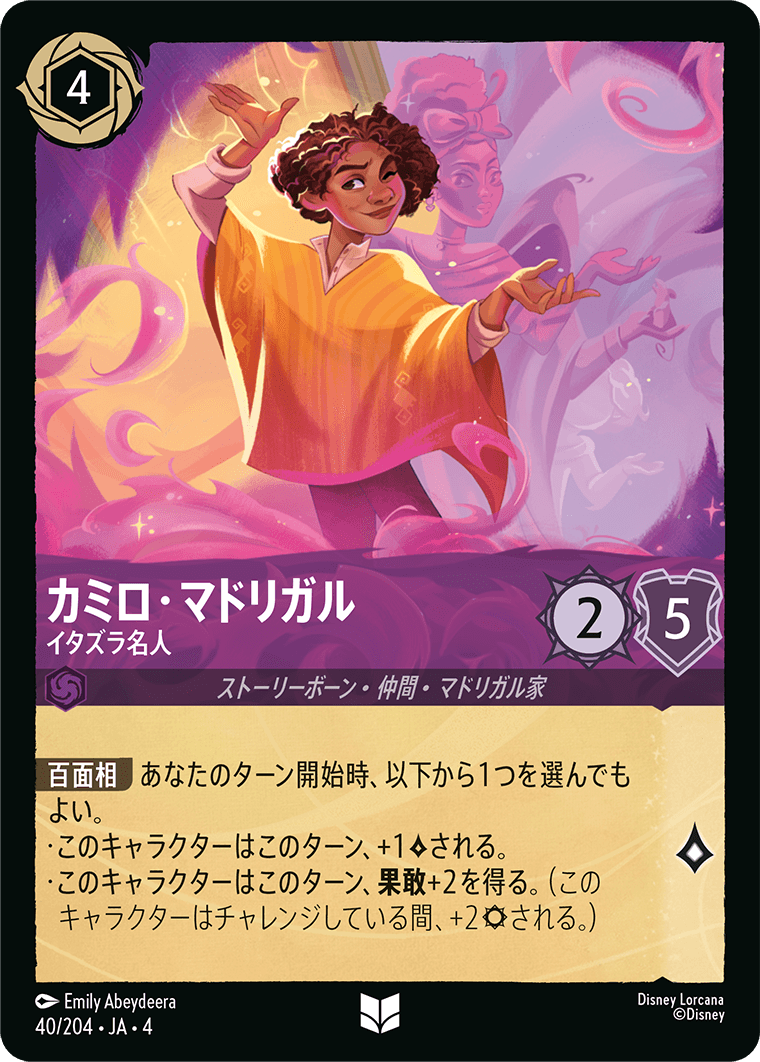 4
カミロ・マドリガル
イタズラ名人
2
5
ストーリーボーン・仲間・マドリガル家
百面相 あなたのターン開始時、以下から1つを選んでも
よい。
・このキャラクターはこのターン、+1される。
・このキャラクターはこのターン、果敢+2を得る。（この
キャラクターはチャレンジしている間、+2される。）
Emily Abeydeera
40/204・JA・4
Disney Lorcana
©Disney